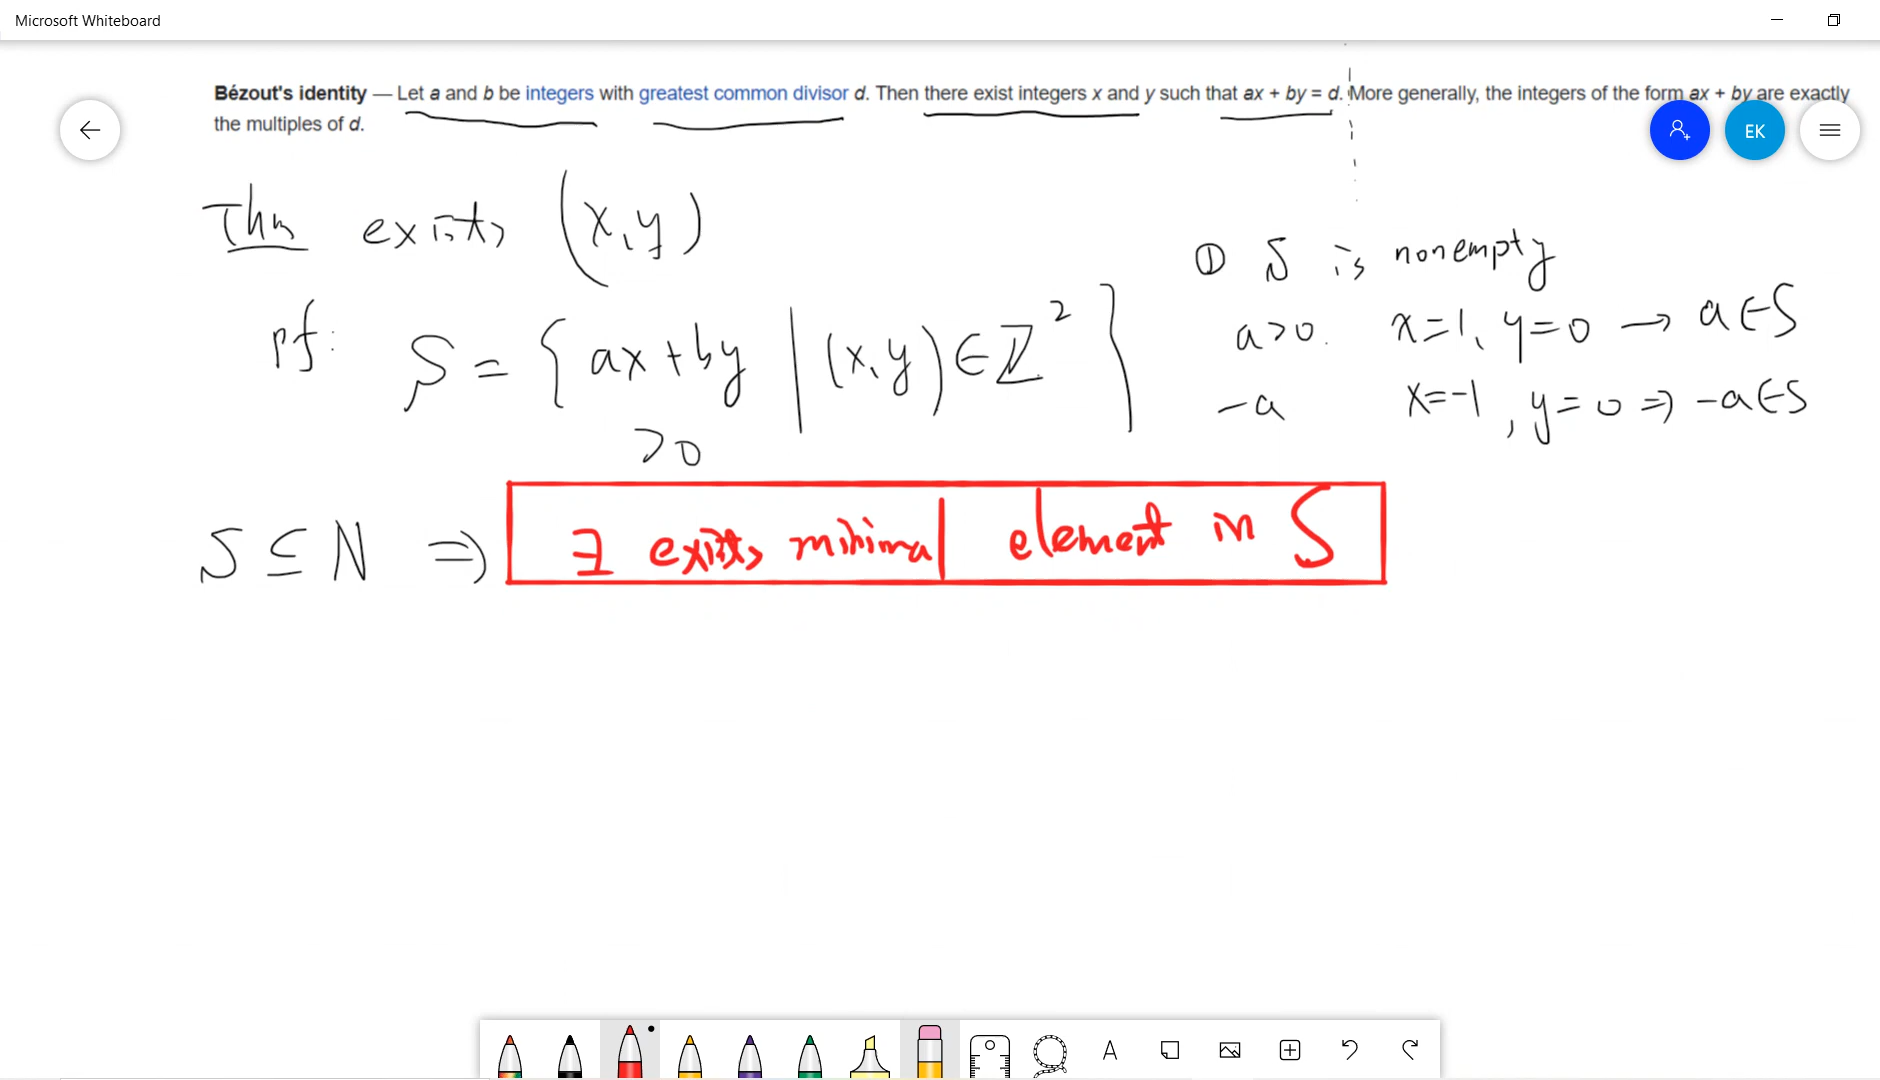 Microsoft Whiteboard
Bézout's identity — Let a and b be integers with greatest common divisor d. Then there exist integers x and y such that ax + by = d. More generally, the integers of the form ax + by are exactly
the multiples of d.
EK
Thm exists (x,y)
① S is nonempty
a>0. x=1, y=0 → a∈S
pf: S = { ax+by | (x,y)∈ℤ² }
-a x=-1, y=0 ⇒ -a∈S
>0
S ⊆ N ⇒ ∃ exists minimal element in S
A